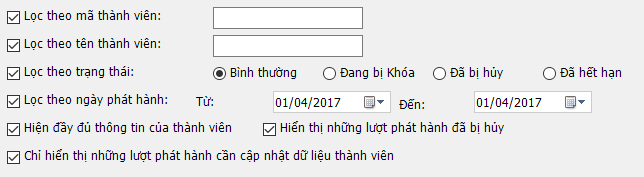 Lọc theo mã thành viên:
Lọc theo tên thành viên:
Lọc theo trạng thái: Bình thường Đang bị Khóa Đã bị hủy Đã hết hạn
Lọc theo ngày phát hành: Từ: 01/04/2017 Đến: 01/04/2017
Hiện đầy đủ thông tin của thành viên Hiển thị những lượt phát hành đã bị hủy
Chỉ hiển thị những lượt phát hành cần cập nhật dữ liệu thành viên